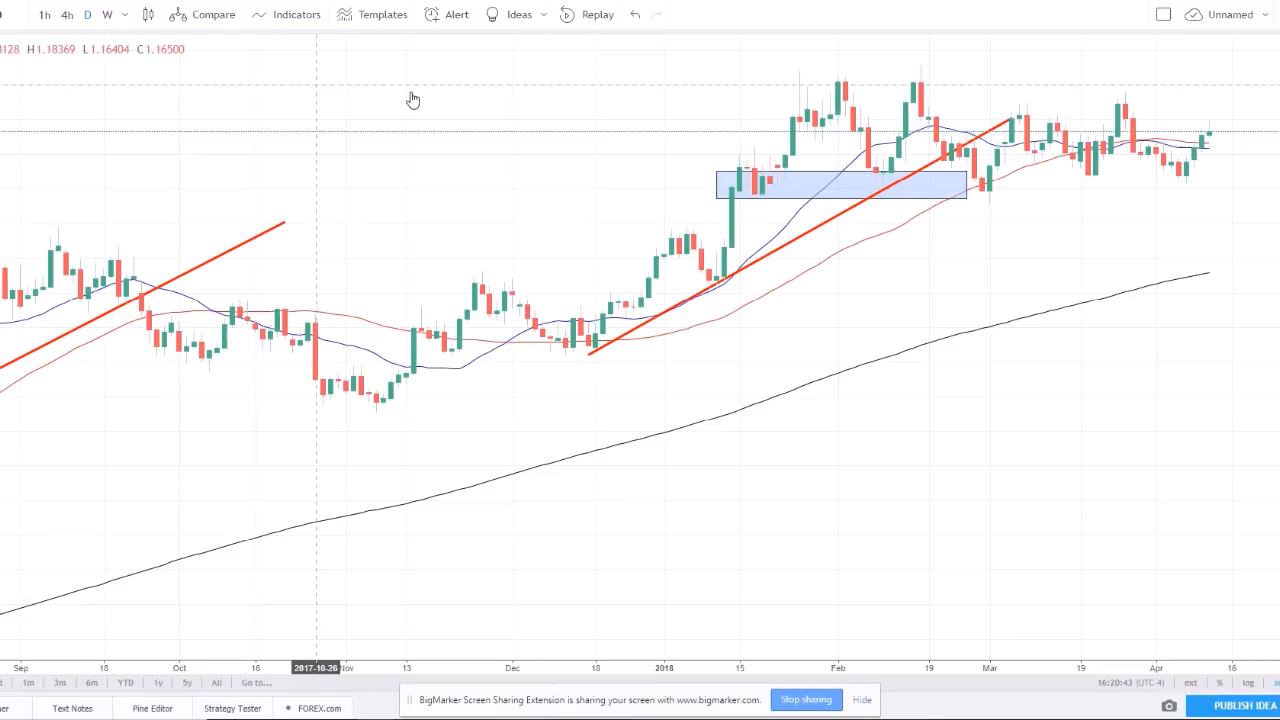 1h 4h D W Compare Indicators Templates Alert Ideas Replay Unnamed
8128 H1.18369 L1.16404 C1.16500
Sep 18 Oct 16 2017-10-26 Nov 13 Dec 18 2018 15 Feb 19 Mar 19 Apr 16
1m 3m 6m YTD 1y 5y All Go to... 16:20:43 (UTC-4) ext % log
Text Notes Pine Editor Strategy Tester FOREX.com PUBLISH IDEA
BigMarker Screen Sharing Extension is sharing your screen with www.bigmarker.com. Stop sharing Hide